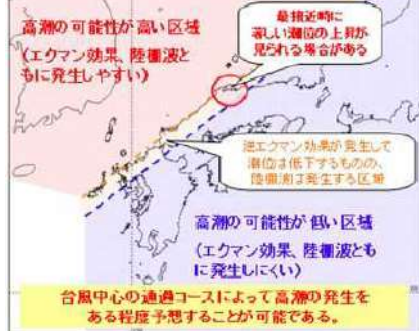 高潮の可能性が高い区域
(エクマン効果、陸棚波と
もに発生しやすい)
最接近時に
著しい潮位の上昇が
見られる場合がある
逆エクマン効果が発生して
潮位は低下するものの、
陸棚波は発生する区域
高潮の可能性が低い区域
(エクマン効果、陸棚波とも
に発生しにくい)
台風中心の通過コースによって高潮の発生を
ある程度予想することが可能である。